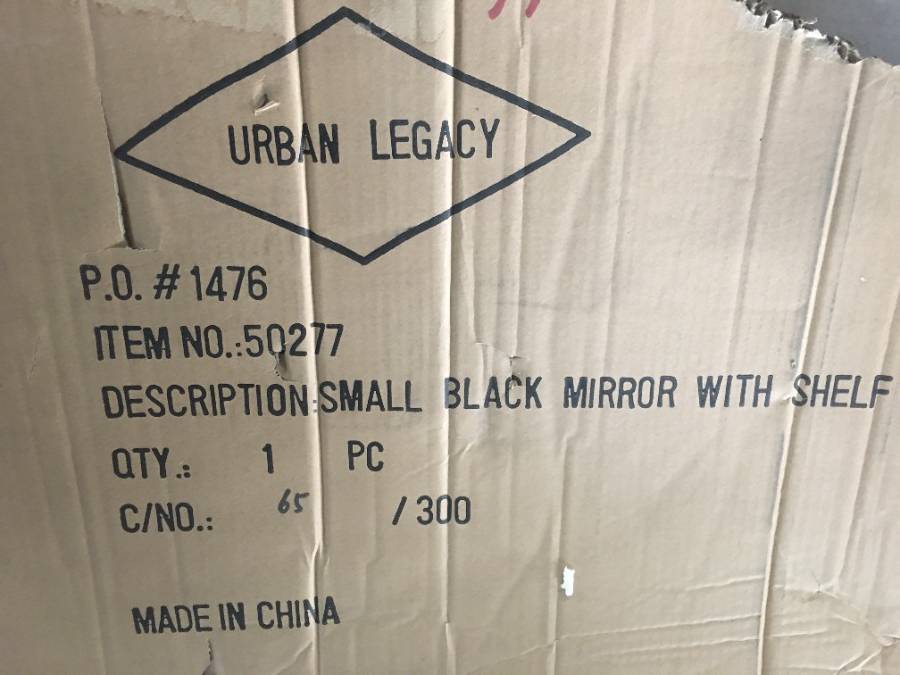 URBAN LEGACY
P.O. # 1476
ITEM NO.:50277
DESCRIPTION:SMALL BLACK MIRROR WITH SHELF
QTY.: 1 PC
C/NO.: 65 / 300
MADE IN CHINA